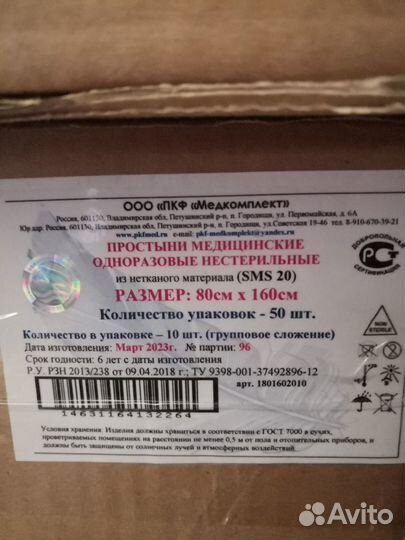 ООО «ПКФ «Медкомплект»
Россия, 601130, Владимирская обл., Петушинский р-н, п. Городищи, ул. Первомайская, д. 6А
Юр.адр: Россия, 601130, Владимирская обл., Петушинский р-н, п. Городищи, ул.Советская 19-46 тел. 8-910-670-39-21
www.pkfmed.ru e-mail: pkf-medkomplekt@yandex.ru
ПРОСТЫНИ МЕДИЦИНСКИЕ
ОДНОРАЗОВЫЕ НЕСТЕРИЛЬНЫЕ
из нетканого материала (SMS 20)
РАЗМЕР: 80см х 160см
Количество упаковок - 50 шт.
Количество в упаковке – 10 шт. (групповое сложение)
Дата изготовления: Март 2023г. № партии: 96
Срок годности: 6 лет с даты изготовления
Р.У. РЗН 2013/238 от 09.04.2018 г.; ТУ 9398-001-37492896-12
арт. 1801602010
14631164132264
Условия хранения: Изделия должны храниться в соответствии с ГОСТ 7000 в сухих,
проветриваемых помещениях на расстоянии не менее 0,5 м от пола и отопительных приборов, и
должны быть защищены от солнечных лучей и атмосферных воздействий.
ДОБРОВОЛЬНАЯ
СЕРТИФИКАЦИЯ
NON
STERILE
Avito